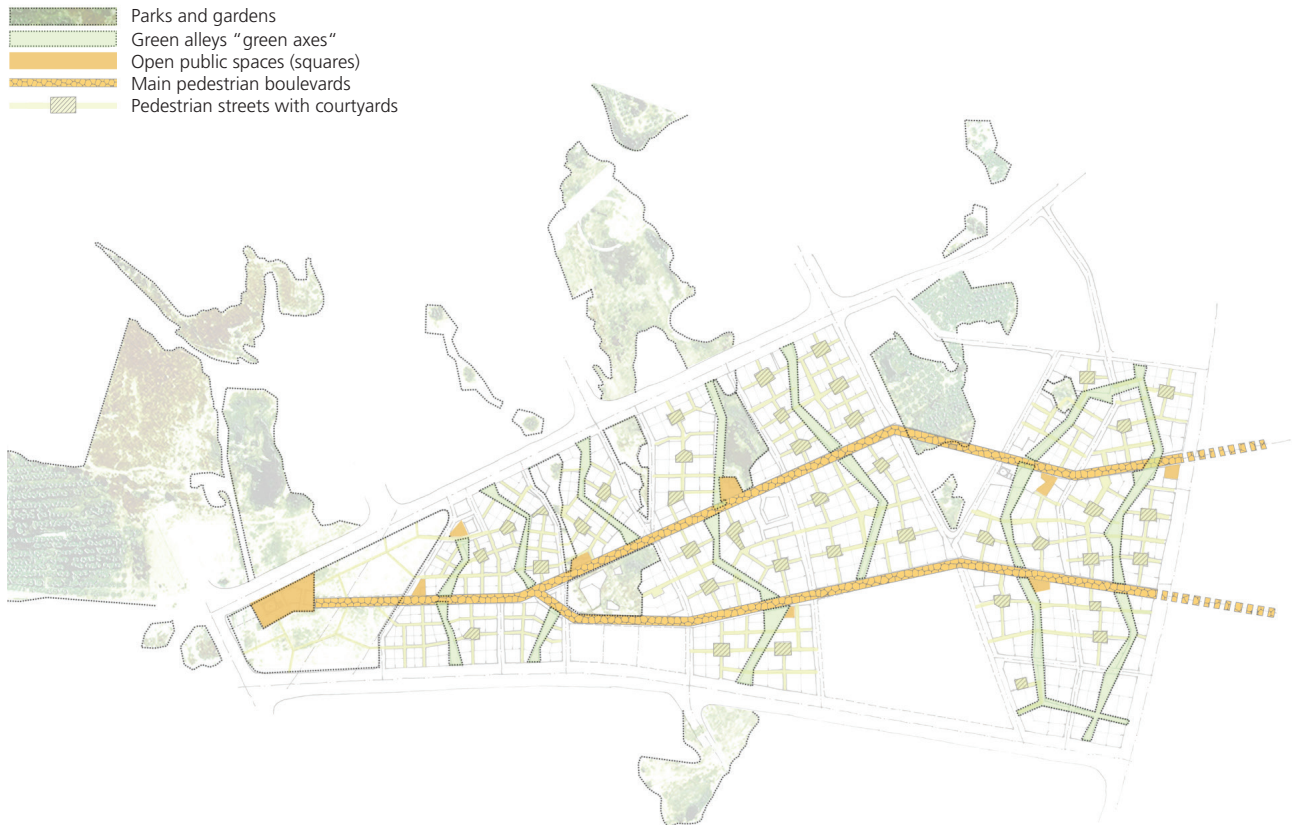 Parks and gardens
Green alleys "green axes“
Open public spaces (squares)
Main pedestrian boulevards
Pedestrian streets with courtyards